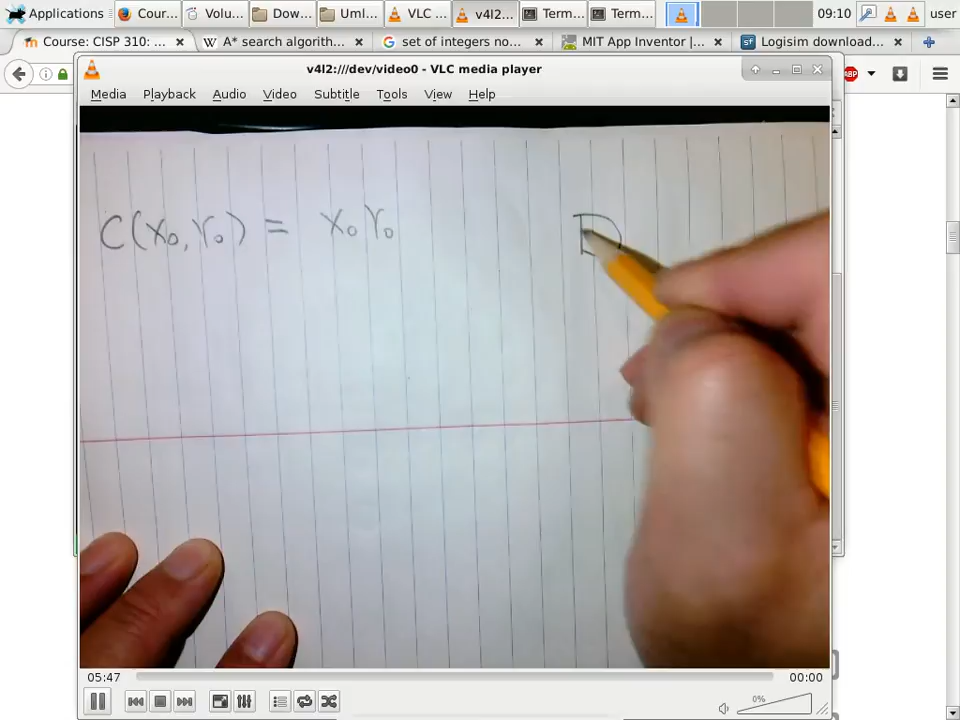 Applications Cour... Volu... Dow... Uml... VLC ... v4l2... Term... Term... 09:10 user
Course: CISP 310: ... W A* search algorith... G set of integers no... MIT App Inventor | ... sf Logisim download...
v4l2:///dev/video0 - VLC media player
ABP
Media Playback Audio Video Subtitle Tools View Help
C(X₀,Y₀) = X₀Y₀ D
05:47 00:00
0%